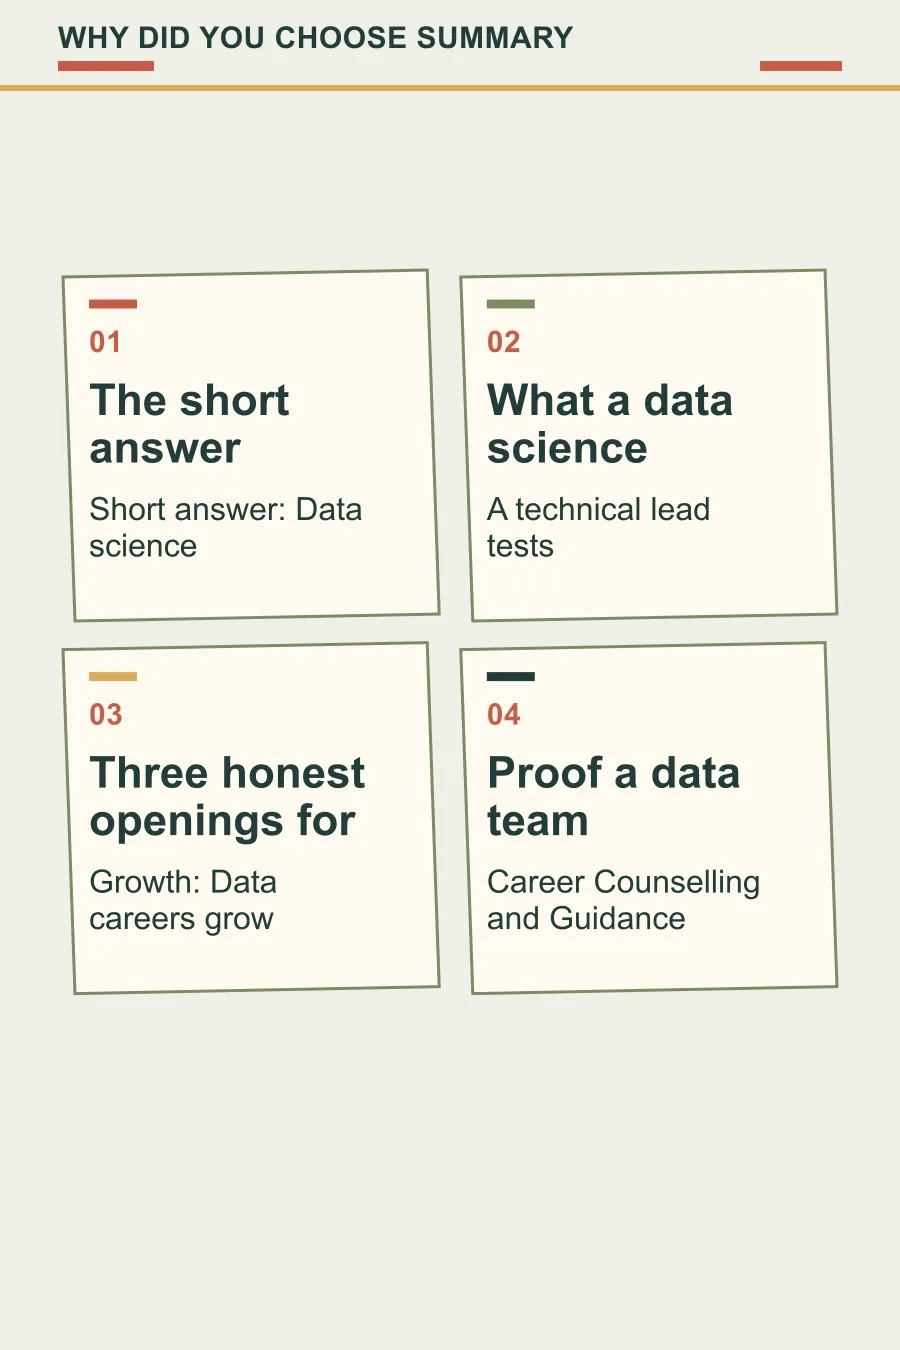 WHY DID YOU CHOOSE SUMMARY
01
The short
answer
Short answer: Data
science
02
What a data
science
A technical lead
tests
03
Three honest
openings for
Growth: Data
careers grow
04
Proof a data
team
Career Counselling
and Guidance